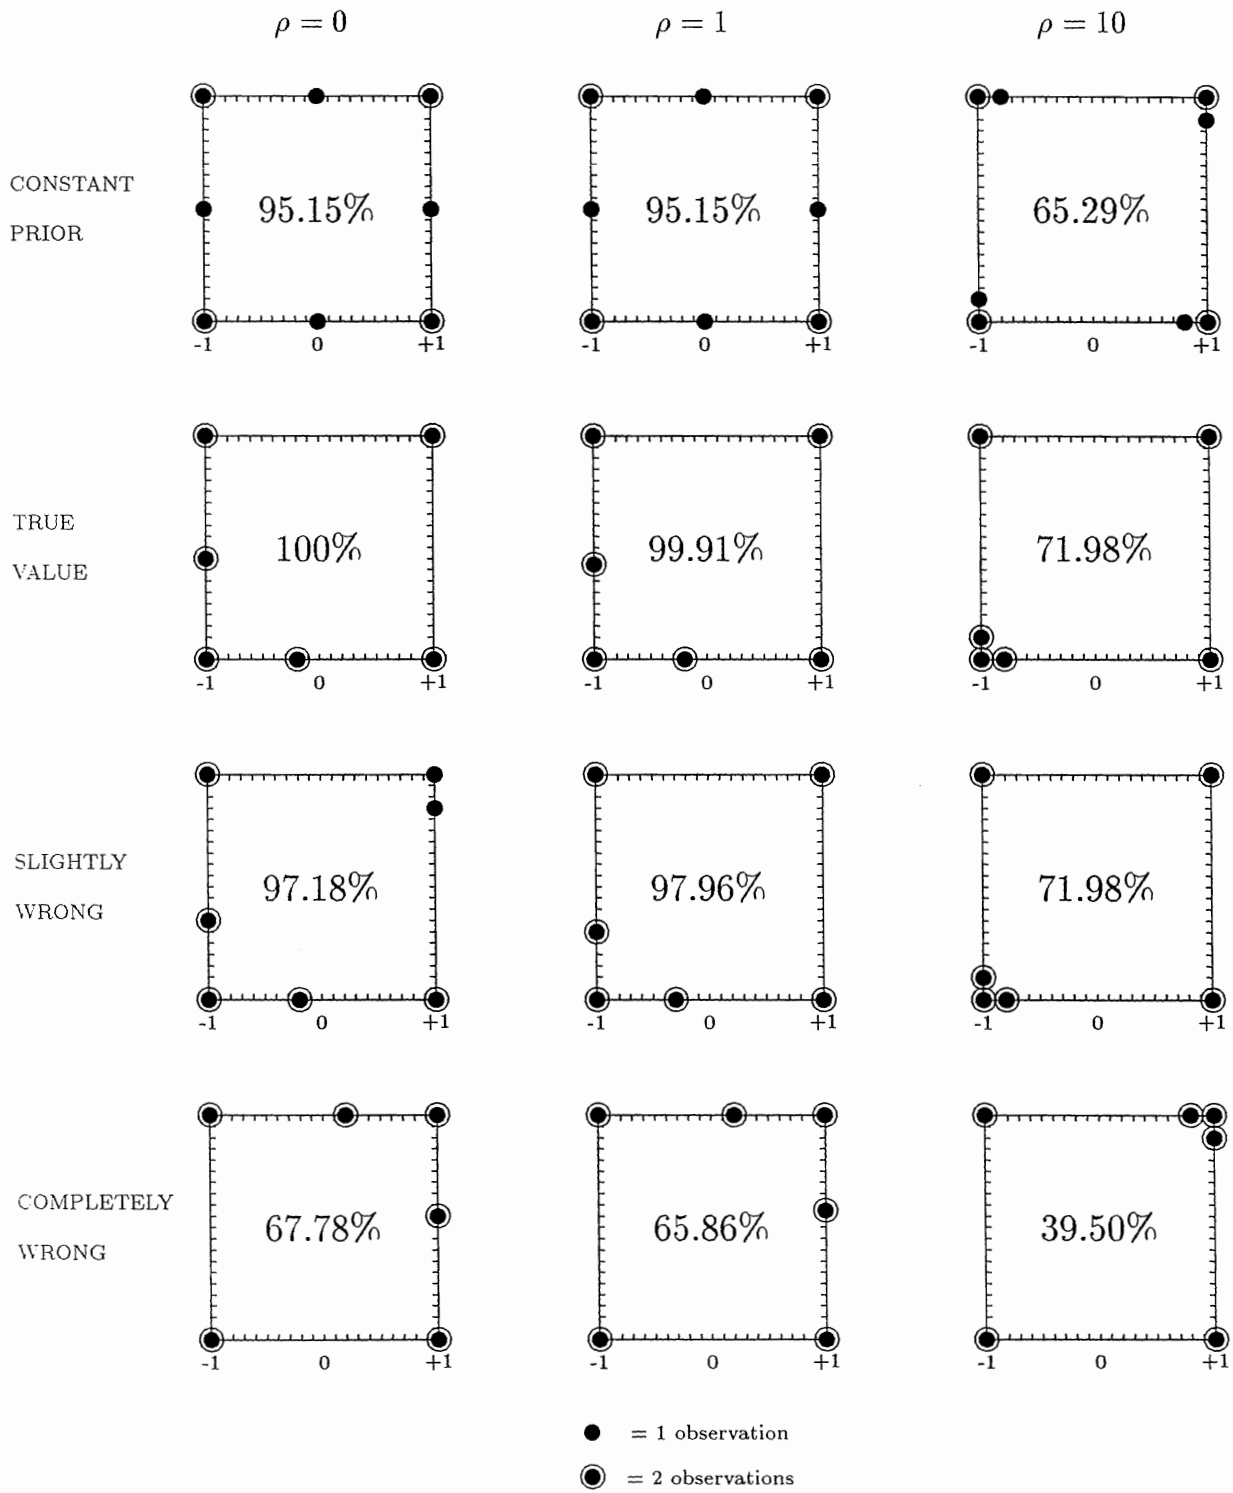 ρ = 0 ρ = 1 ρ = 10
CONSTANT
PRIOR
95.15% 95.15% 65.29%
-1 0 +1 -1 0 +1 -1 0 +1
TRUE
VALUE
100% 99.91% 71.98%
-1 0 +1 -1 0 +1 -1 0 +1
SLIGHTLY
WRONG
97.18% 97.96% 71.98%
-1 0 +1 -1 0 +1 -1 0 +1
COMPLETELY
WRONG
67.78% 65.86% 39.50%
-1 0 +1 -1 0 +1 -1 0 +1
= 1 observation
= 2 observations